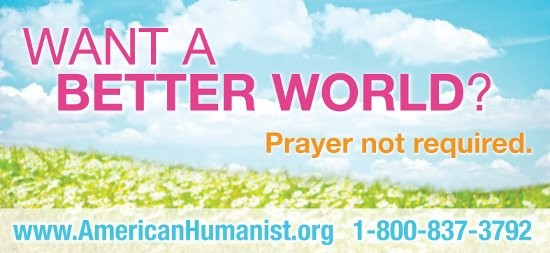 WANT A
BETTER WORLD?
Prayer not required.
www.AmericanHumanist.org 1-800-837-3792